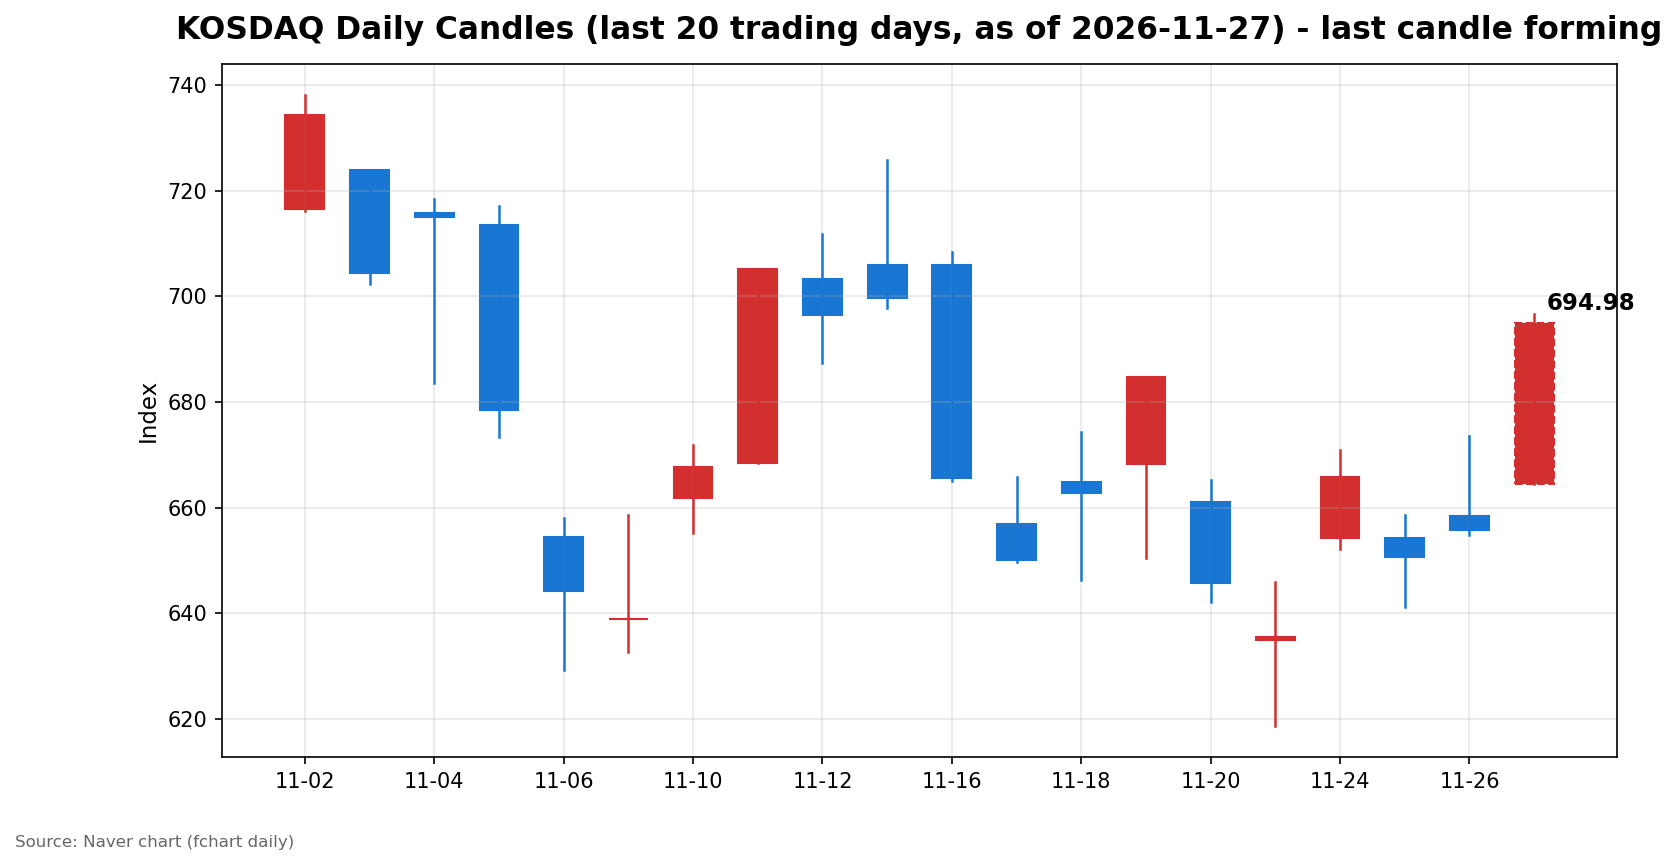 KOSDAQ Daily Candles (last 20 trading days, as of 2026-11-27) - last candle forming
740
720
700
680
660
640
620
Index
694.98
11-02 11-04 11-06 11-10 11-12 11-16 11-18 11-20 11-24 11-26
Source: Naver chart (fchart daily)